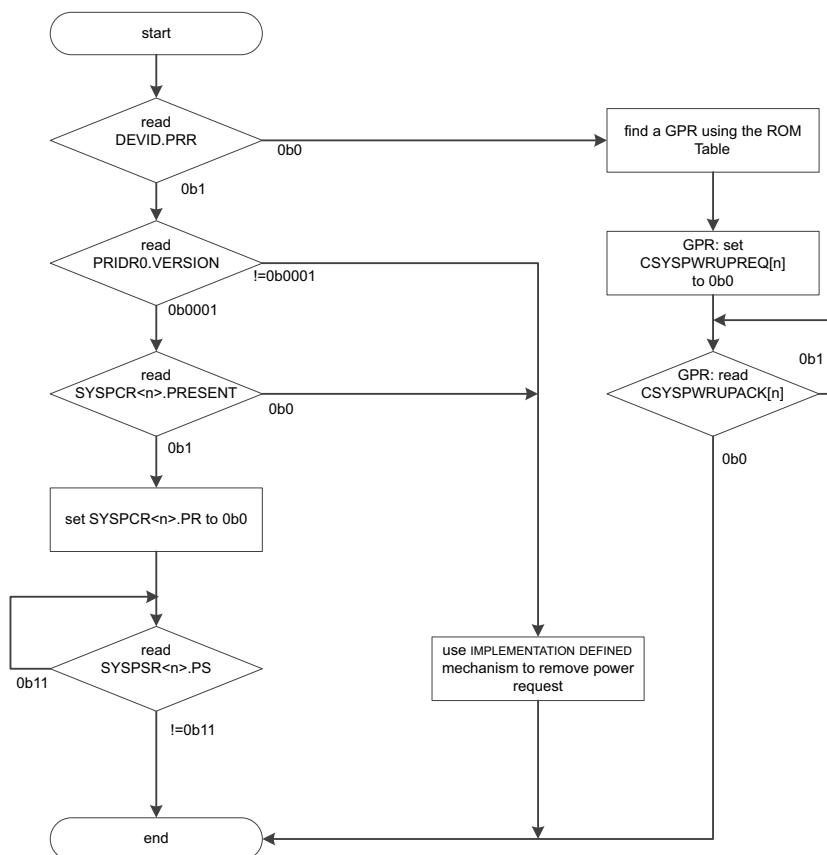 start
read
DEVID.PRR
0b0
0b1
find a GPR using the ROM
Table
read
PRIDR0.VERSION
!=0b0001
0b0001
GPR: set
CSYSPWRUPREQ[n]
to 0b0
read
SYSPCR<n>.PRESENT
0b0
0b1
GPR: read
CSYSPWRUPACK[n]
0b1
0b0
set SYSPCR<n>.PR to 0b0
read
SYSPSR<n>.PS
0b11
!=0b11
use IMPLEMENTATION DEFINED
mechanism to remove power
request
end